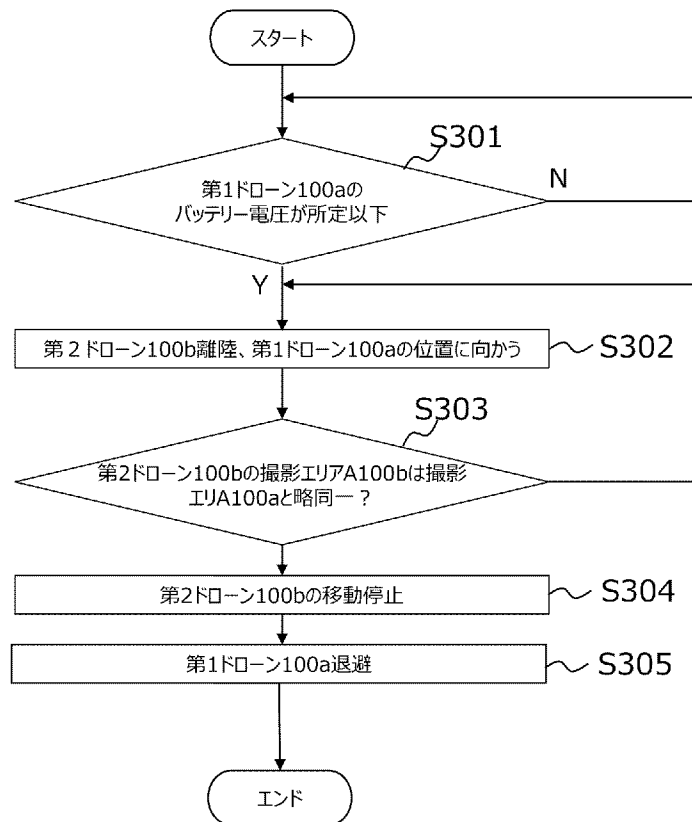 スタート
S301
第1ドローン100aの
バッテリー電圧が所定以下
N
Y
第2ドローン100b離陸、第1ドローン100aの位置に向かう
S302
S303
第2ドローン100bの撮影エリアA100bは撮影
エリA100aと略同一？
第2ドローン100bの移動停止
S304
第1ドローン100a退避
S305
エンド